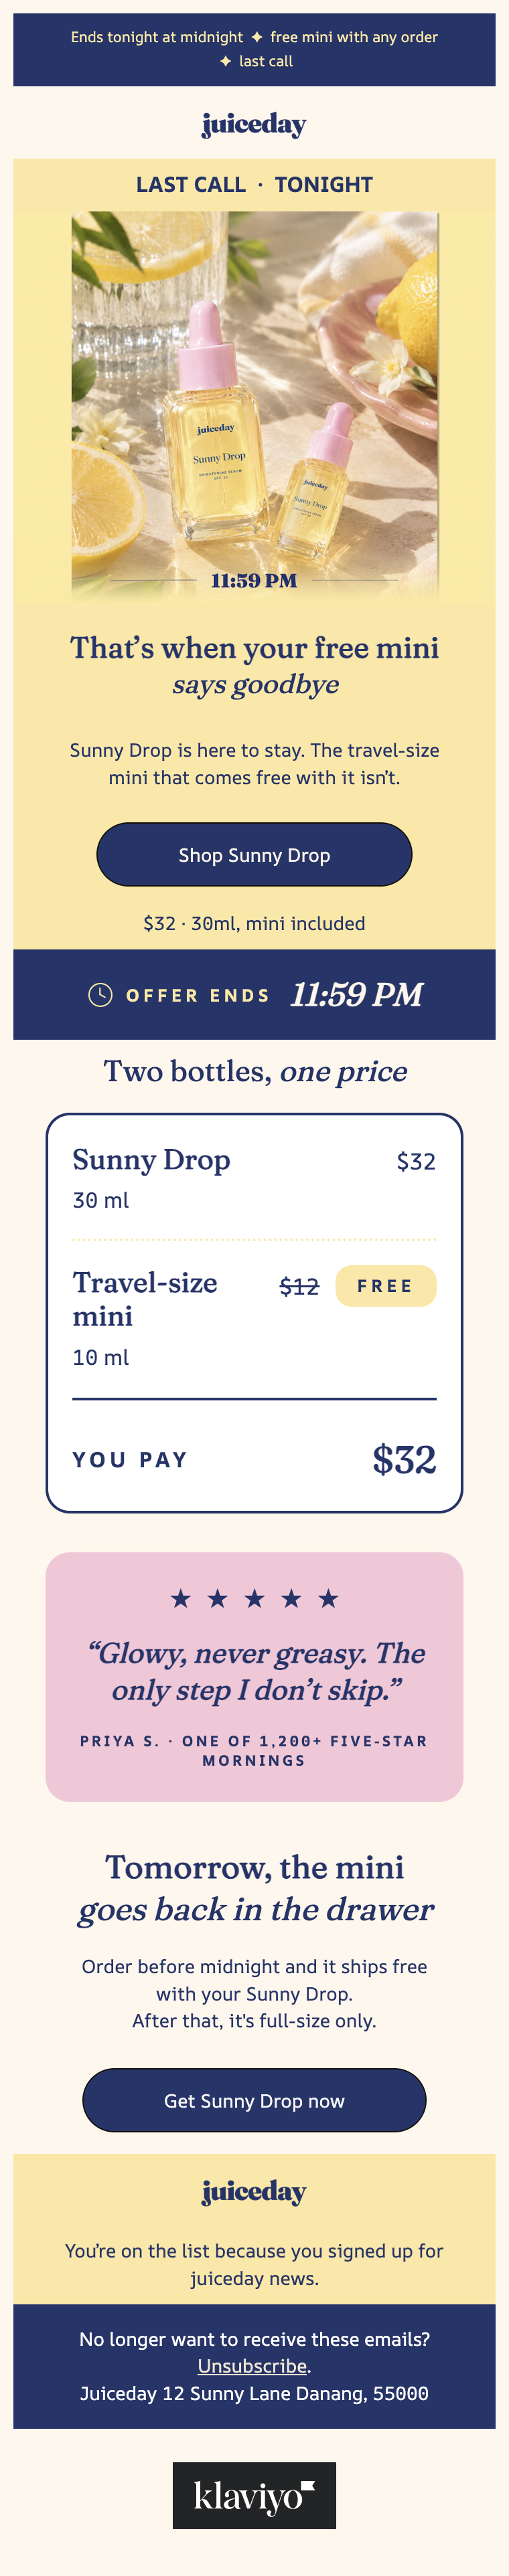 Ends tonight at midnight ✦ free mini with any order
✦ last call
juiceday
LAST CALL · TONIGHT
juiceday
Sunny Drop
BRIGHTENING SERUM
juiceday
Sunny Drop
11:59 PM
That’s when your free mini
says goodbye
Sunny Drop is here to stay. The travel-size
mini that comes free with it isn’t.
Shop Sunny Drop
$32 · 30ml, mini included
OFFER ENDS 11:59 PM
Two bottles, one price
Sunny Drop $32
30 ml
Travel-size $12 FREE
mini
10 ml
YOU PAY $32
★ ★ ★ ★ ★
“Glowy, never greasy. The
only step I don’t skip.”
PRIYA S. · ONE OF 1,200+ FIVE-STAR
MORNINGS
Tomorrow, the mini
goes back in the drawer
Order before midnight and it ships free
with your Sunny Drop.
After that, it's full-size only.
Get Sunny Drop now
juiceday
You’re on the list because you signed up for
juiceday news.
No longer want to receive these emails?
Unsubscribe.
Juiceday 12 Sunny Lane Danang, 55000
klaviyo